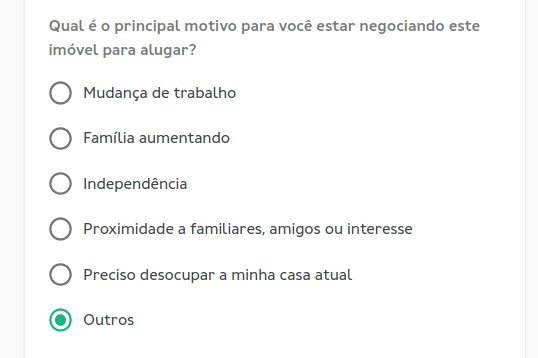 Qual é o principal motivo para você estar negociando este
imóvel para alugar?
Mudança de trabalho
Família aumentando
Independência
Proximidade a familiares, amigos ou interesse
Preciso desocupar a minha casa atual
Outros